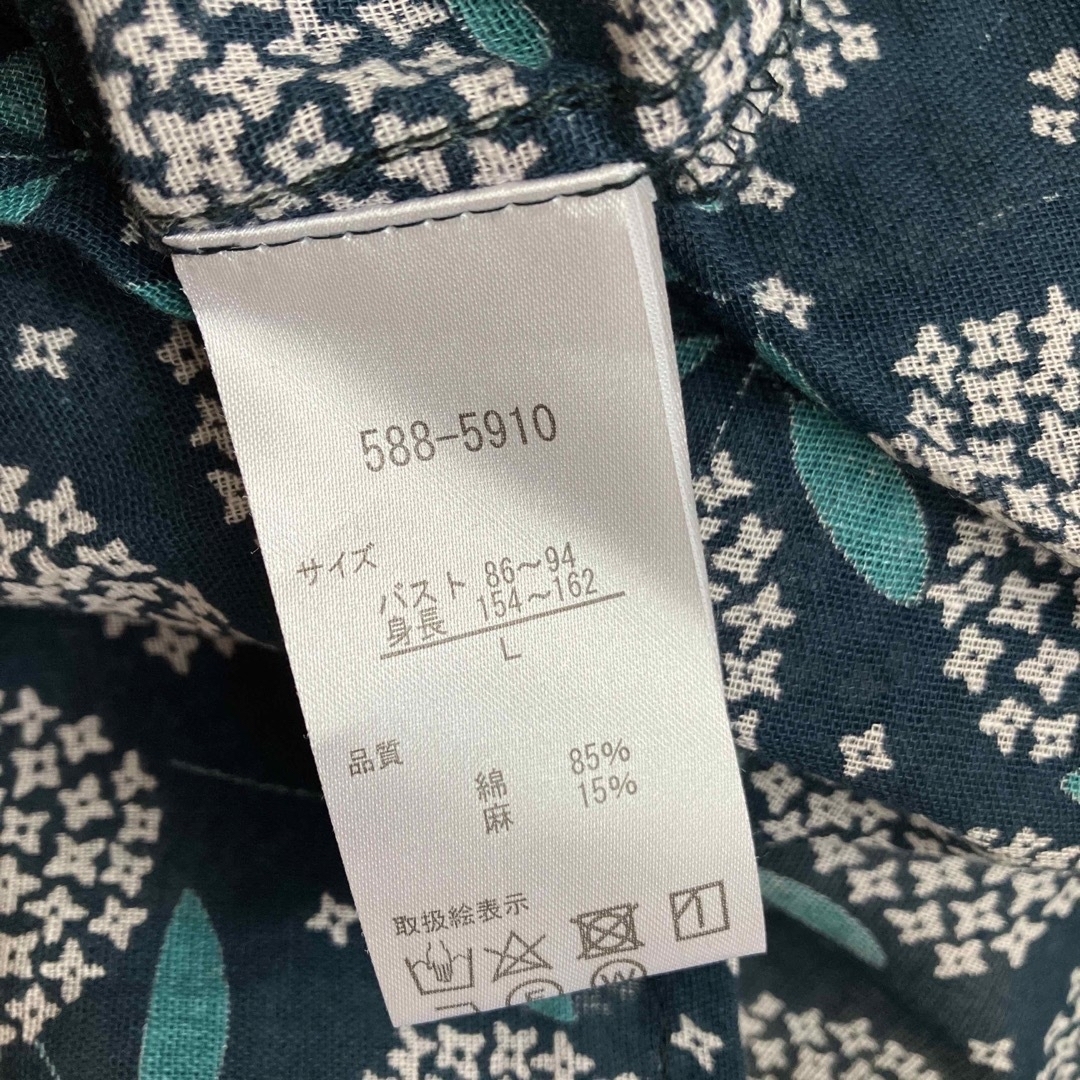 588-5910
サイズ
バスト 86～94
身長 154～162
L
品質
綿 85%
麻 15%
取扱絵表示
W